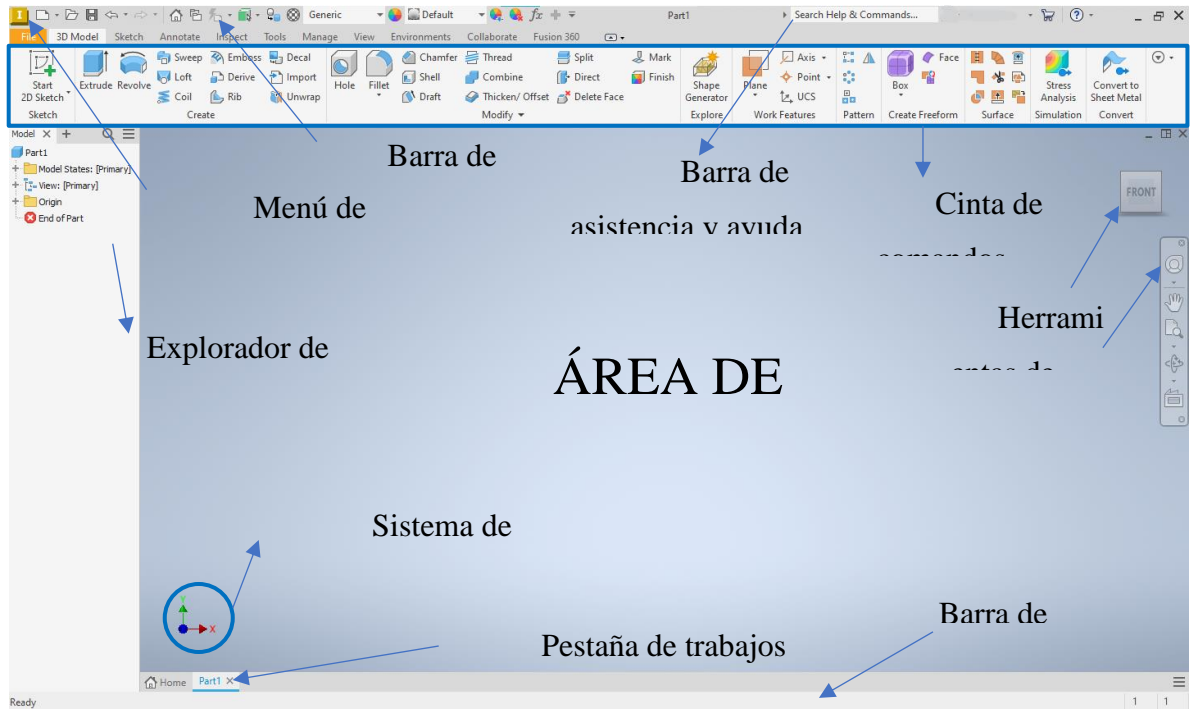 Generic Default Part1 Search Help & Commands...
File 3D Model Sketch Annotate Inspect Tools Manage View Environments Collaborate Fusion 360
Sweep Emboss Decal Chamfer Thread Split Mark Axis Face
Start 2D Sketch Extrude Revolve Loft Derive Import Hole Fillet Shell Combine Direct Finish Shape Generator Plane Point Box Stress Analysis Convert to Sheet Metal
Coil Rib Unwrap Draft Thicken/ Offset Delete Face UCS
Sketch Create Modify Explore Work Features Pattern Create Freeform Surface Simulation Convert
Model
Part1
Model States: [Primary]
View: [Primary]
Origin
End of Part
Barra de
Menú de
Barra de
asistencia y ayuda
Cinta de
comandos
FRONT
Herrami
entas de
Explorador de
ÁREA DE
Sistema de
Y
X
Barra de
Pestaña de trabajos
Home Part1
Ready 1 1